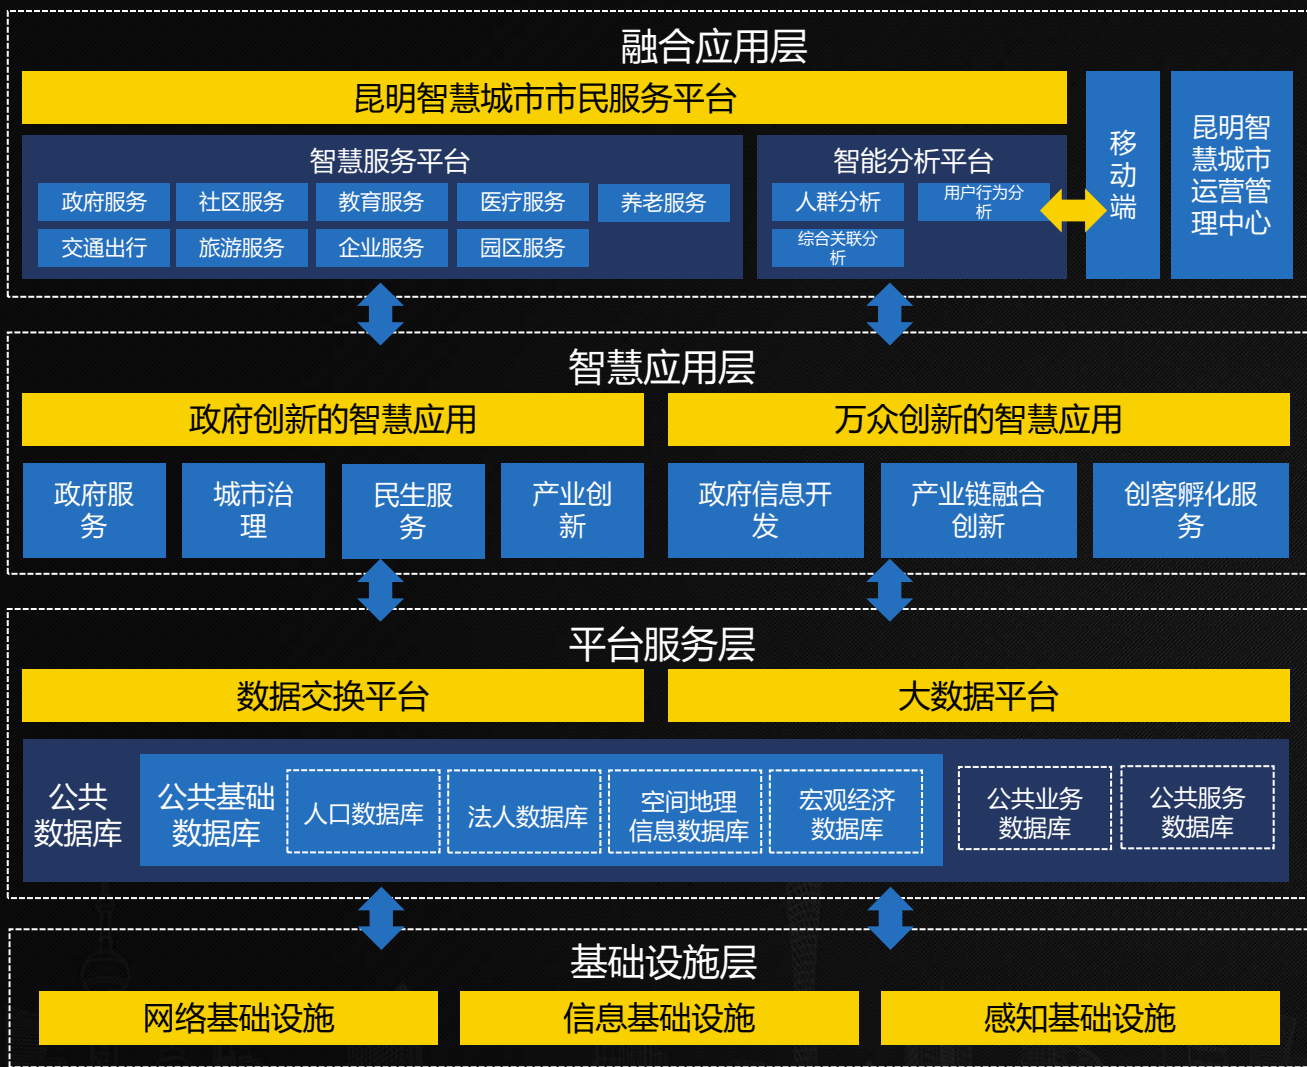 融合应用层
昆明智慧城市市民服务平台
智慧服务平台
政府服务
社区服务
教育服务
医疗服务
养老服务
交通出行
旅游服务
企业服务
园区服务
智能分析平台
人群分析
用户行为分
析
综合关联分
析
移
动
端
昆明智
慧城市
运营管
理中心
智慧应用层
政府创新的智慧应用
政府服
务
城市治
理
民生服
务
产业创
新
万众创新的智慧应用
政府信息开
发
产业链融合
创新
创客孵化服
务
平台服务层
数据交换平台
大数据平台
公共
数据库
公共基础
数据库
人口数据库
法人数据库
空间地理
信息数据库
宏观经济
数据库
公共业务
数据库
公共服务
数据库
基础设施层
网络基础设施
信息基础设施
感知基础设施